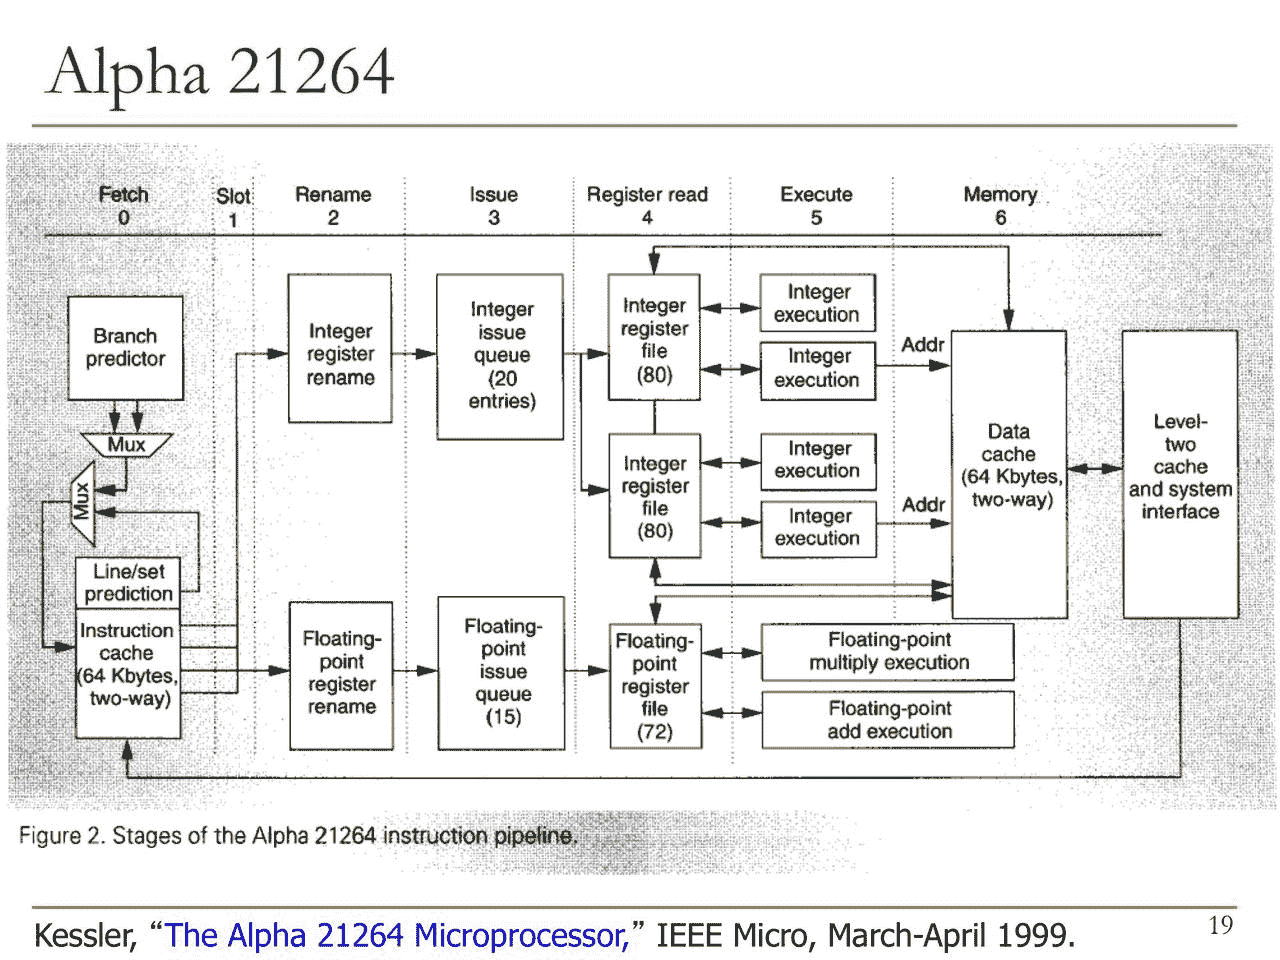 Alpha 21264
Fetch
0
Slot
1
Rename
2
Issue
3
Register read
4
Execute
5
Memory
6
Branch
predictor
Mux
Mux
Line/set
prediction
Instruction
cache
(64 Kbytes,
two-way)
Integer
register
rename
Integer
issue
queue
(20
entries)
Integer
register
file
(80)
Integer
register
file
(80)
Integer
execution
Integer
execution
Integer
execution
Integer
execution
Addr
Addr
Data
cache
(64 Kbytes,
two-way)
Level-
two
cache
and system
interface
Floating-
point
register
rename
Floating-
point
issue
queue
(15)
Floating-
point
register
file
(72)
Floating-point
multiply execution
Floating-point
add execution
Figure 2. Stages of the Alpha 21264 instruction pipeline.
Kessler, “The Alpha 21264 Microprocessor,” IEEE Micro, March-April 1999.
19